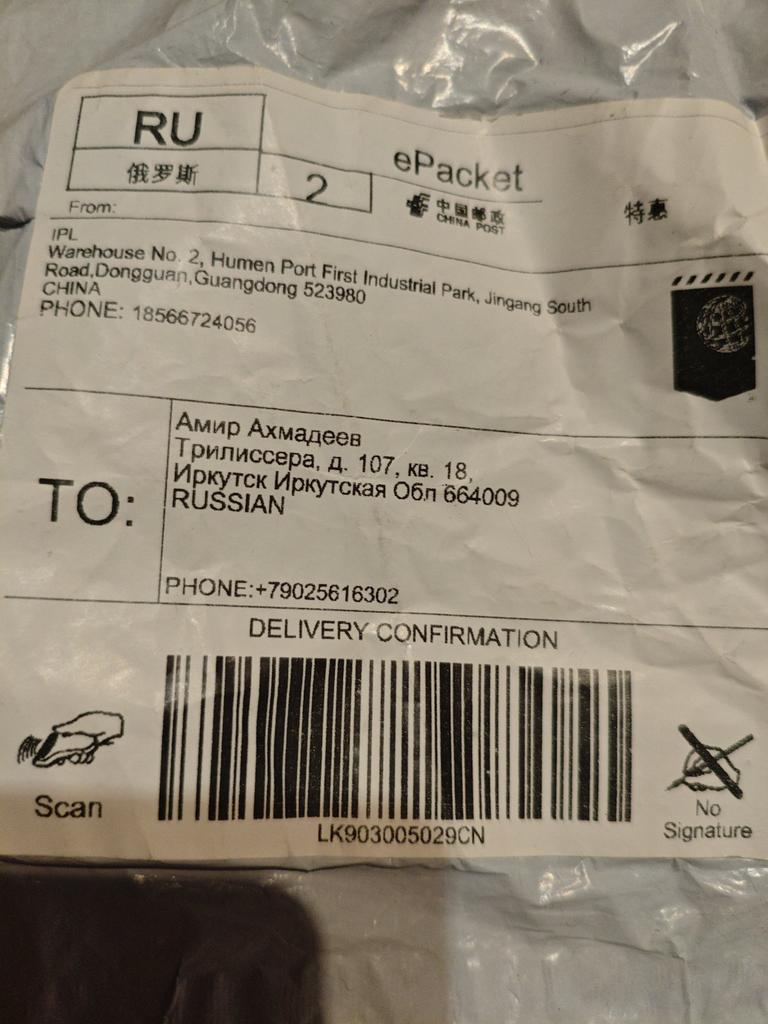 RU
俄罗斯
2
ePacket
中国邮政
CHINA POST
特惠
From:
IPL
Warehouse No. 2, Humen Port First Industrial Park, Jingang South
Road,Dongguan,Guangdong 523980
CHINA
PHONE: 18566724056
TO:
Амир Ахмадеев
Трилиссера, д. 107, кв. 18,
Иркутск Иркутская Обл 664009
RUSSIAN
PHONE:+79025616302
DELIVERY CONFIRMATION
Scan
LK903005029CN
No
Signature